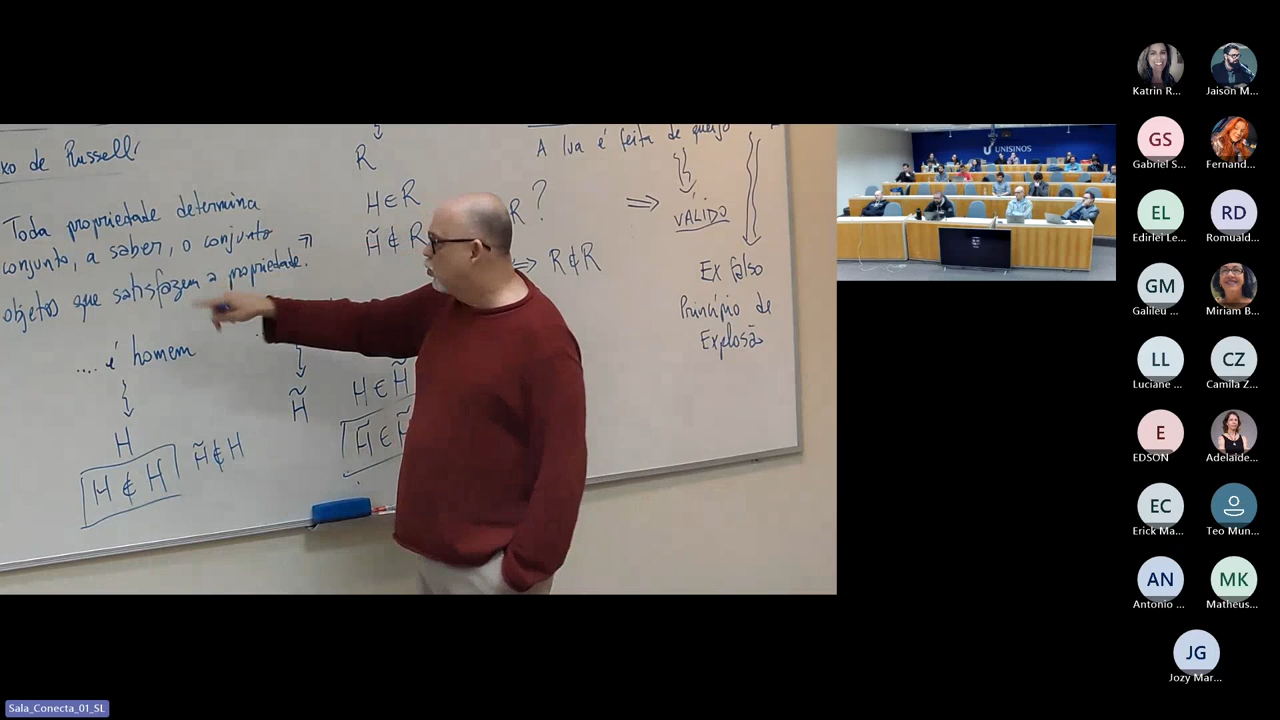 xo de Russell
Toda propriedade determina
conjunto, a saber, o conjunto
objetos que satisfazem a propriedade.
.... é homem
H
H ∉ H
H̃ ∉ H
H̃
R
H ∈ R
H̃ ∉ R
R ?
⇒ R ∉ R
H ∈ H̃
H̃ ∈ H̃
A lua é feita de queijo
⇒
VÁLIDO
Ex falso
Princípio de
Explosão
UNISINOS
Katrin R...
Jaison M...
GS
Gabriel S...
Fernand...
EL
Edirlei Le...
RD
Romuald...
GM
Galileu ...
Miriam B...
LL
Luciane ...
CZ
Camila Z...
E
EDSON
Adelaide...
EC
Erick Ma...
Teo Mun...
AN
Antonio ...
MK
Matheus...
JG
Jozy Mar...
Sala_Conecta_01_SL